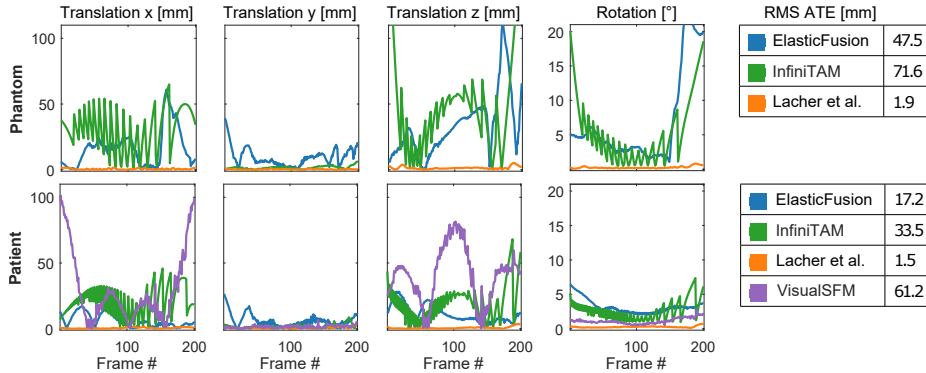 Translation x [mm] Translation y [mm] Translation z [mm] Rotation [°] RMS ATE [mm]
Phantom
100
50
0
20
15
10
5
ElasticFusion 47.5
InfiniTAM 71.6
Lacher et al. 1.9
Patient
100
50
0
20
15
10
5
0
ElasticFusion 17.2
InfiniTAM 33.5
Lacher et al. 1.5
VisualSFM 61.2
100 200 100 200 100 200 100 200
Frame # Frame # Frame # Frame #